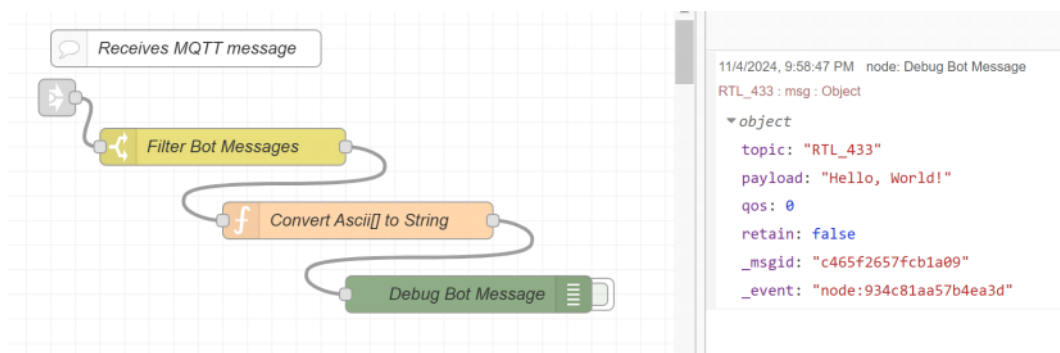 Receives MQTT message
Filter Bot Messages
Convert Ascii[] to String
Debug Bot Message
11/4/2024, 9:58:47 PM node: Debug Bot Message
RTL_433 : msg : Object
object
topic: "RTL_433"
payload: "Hello, World!"
qos: 0
retain: false
_msgid: "c465f2657fcb1a09"
_event: "node:934c81aa57b4ea3d"